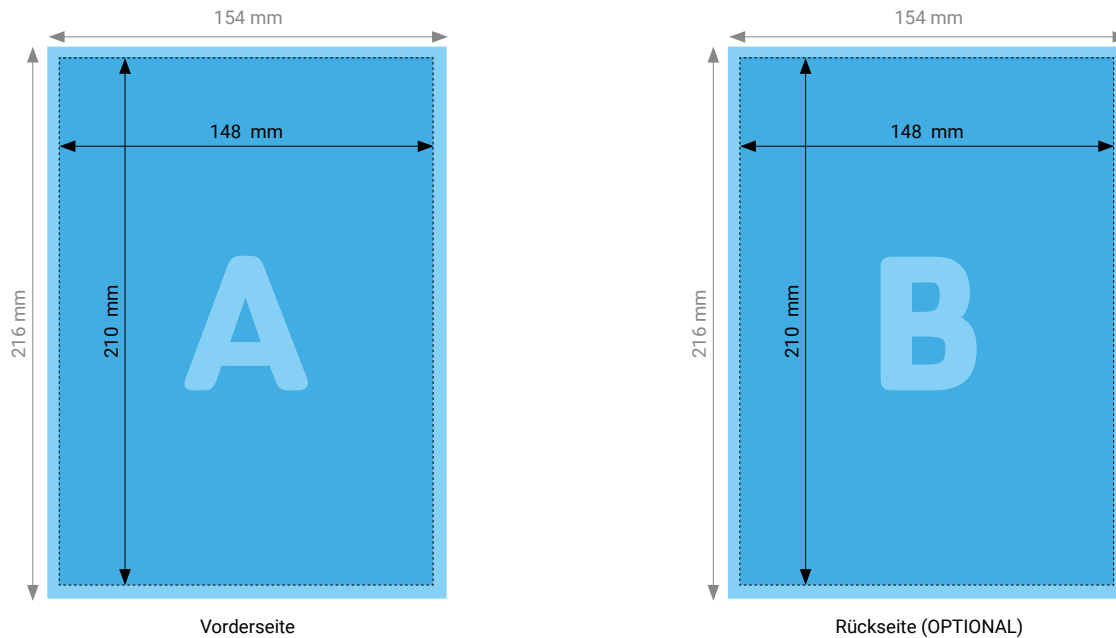 154 mm
148 mm
A
210 mm
216 mm
Vorderseite
154 mm
148 mm
B
210 mm
216 mm
Rückseite (OPTIONAL)